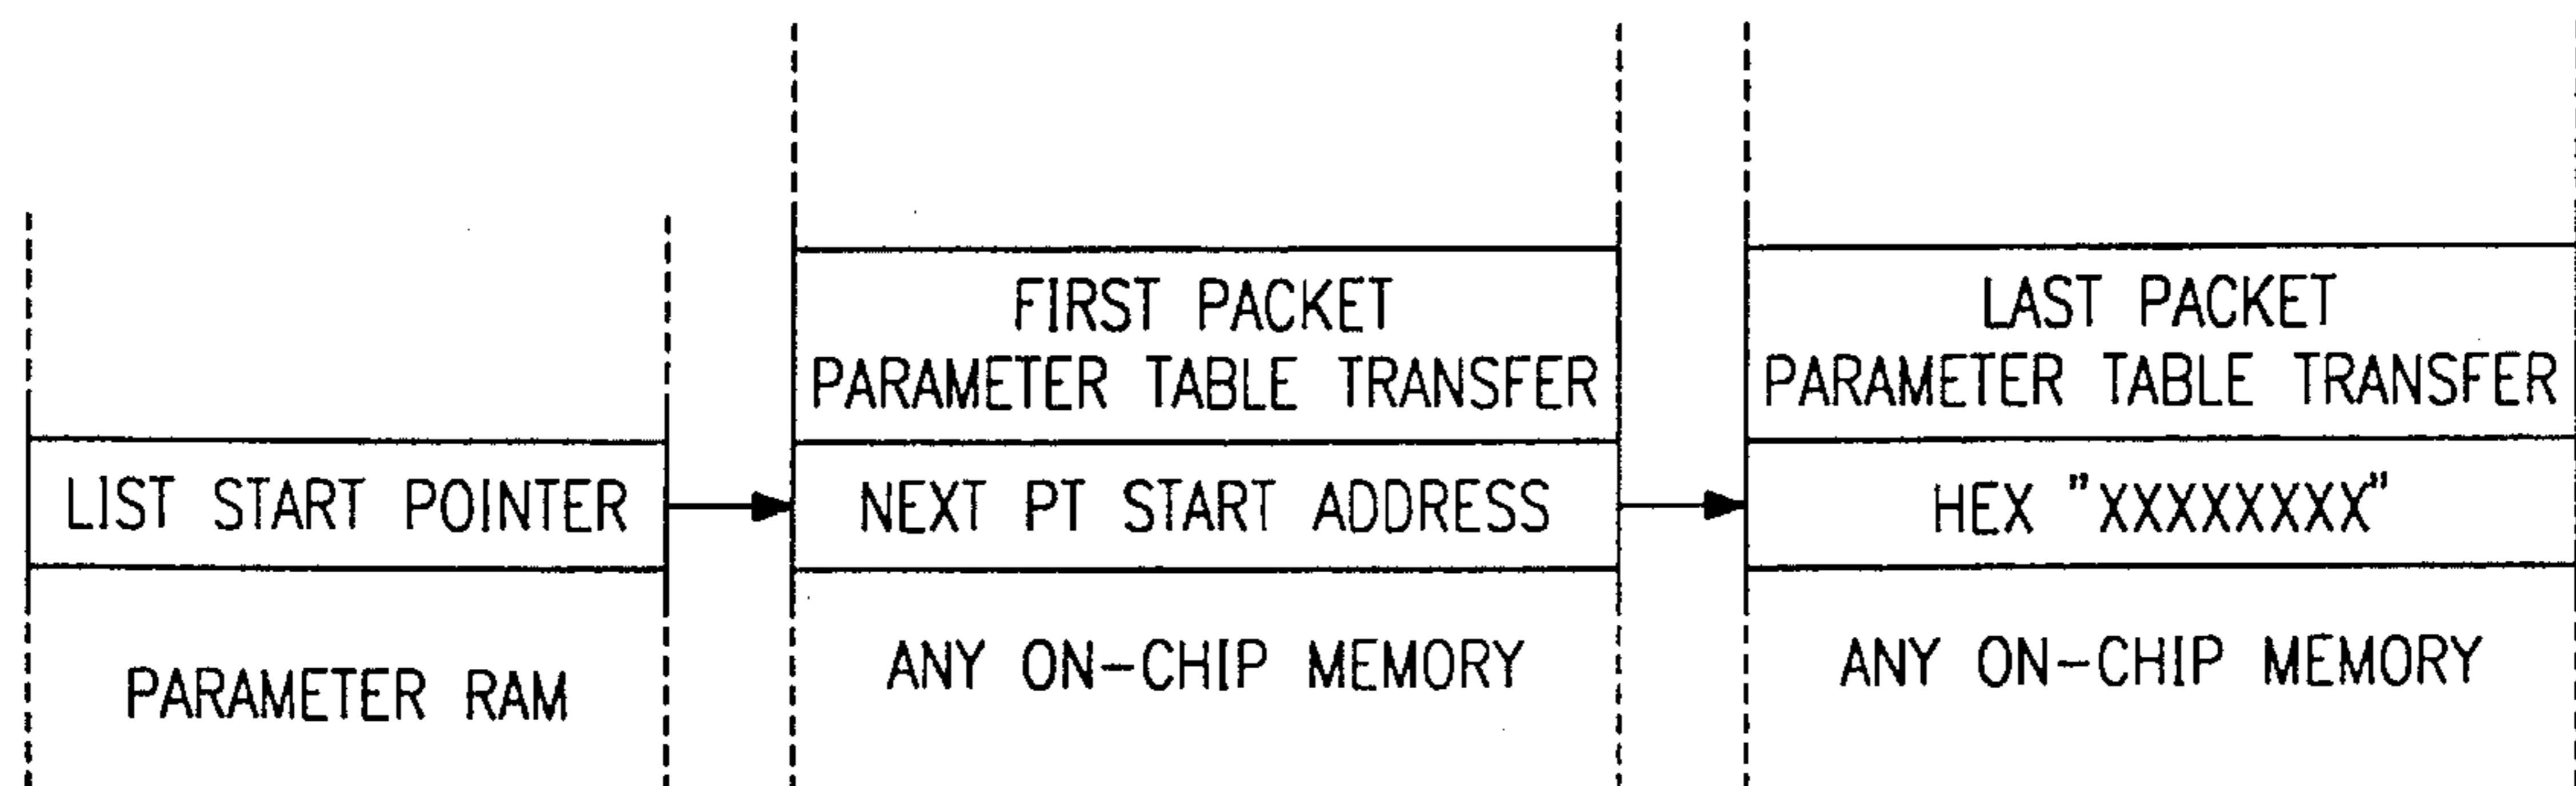 LIST START POINTER
PARAMETER RAM
FIRST PACKET
PARAMETER TABLE TRANSFER
NEXT PT START ADDRESS
ANY ON-CHIP MEMORY
LAST PACKET
PARAMETER TABLE TRANSFER
HEX "XXXXXXXX"
ANY ON-CHIP MEMORY